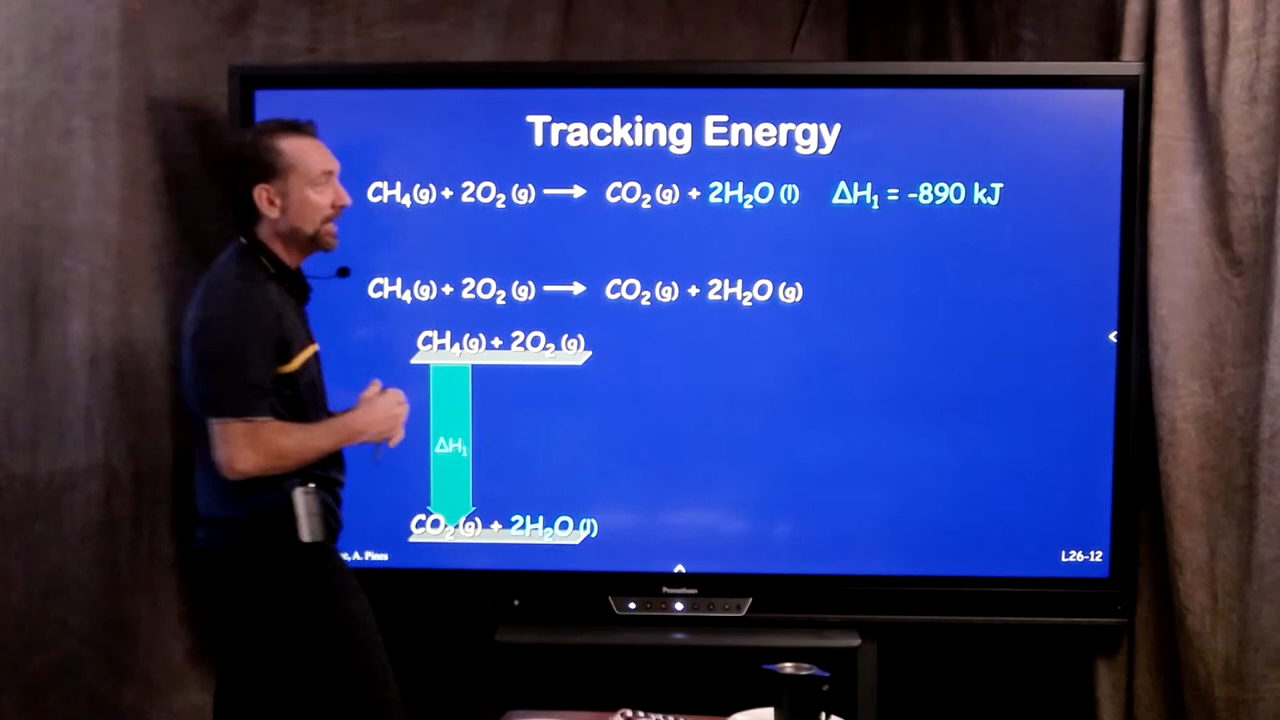 Tracking Energy
CH₄(g) + 2O₂ (g) ⟶ CO₂ (g) + 2H₂O (l) ΔH₁ = -890 kJ
CH₄(g) + 2O₂ (g) ⟶ CO₂ (g) + 2H₂O (g)
CH₄(g) + 2O₂ (g)
ΔH₁
CO₂(g) + 2H₂O (l)
A. Pines
L26-12
Promethean